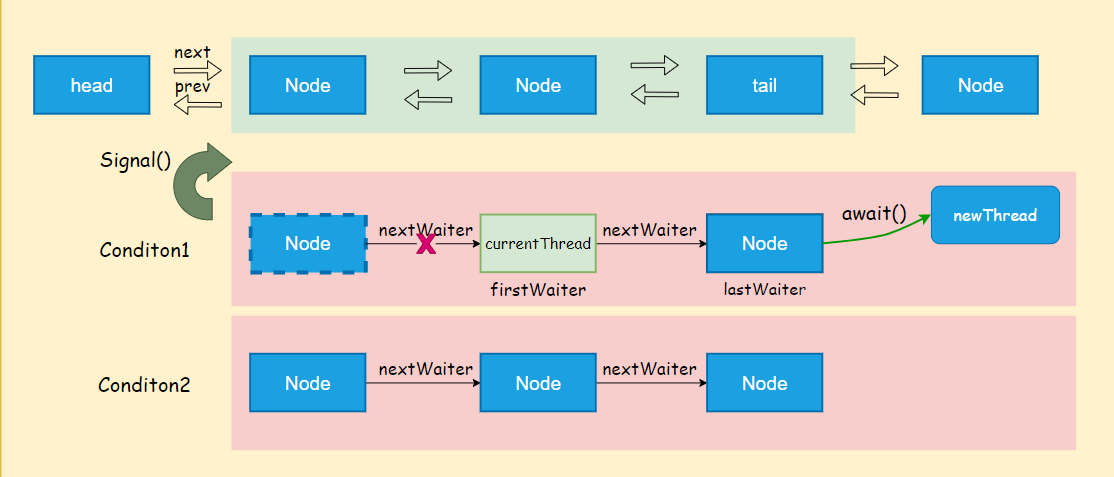 next
head
prev
Node
Node
tail
Node
Signal()
Conditon1
Node
nextWaiter
X
currentThread
firstWaiter
nextWaiter
Node
lastWaiter
await()
newThread
Conditon2
Node
nextWaiter
Node
nextWaiter
Node